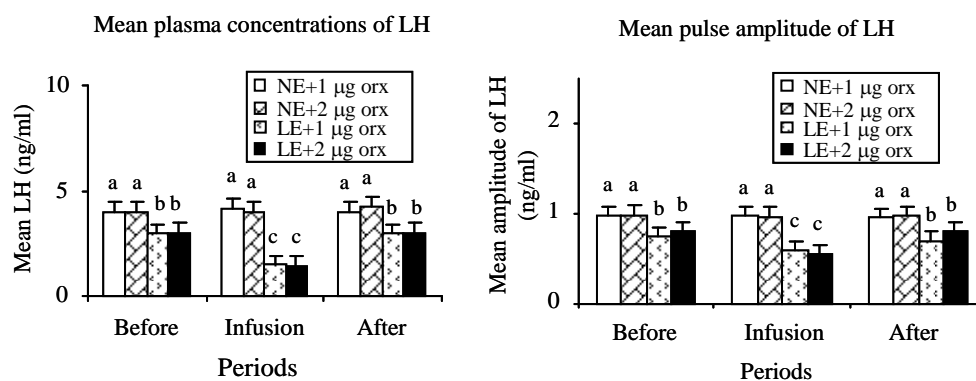 Mean plasma concentrations of LH
NE+1 μg orx
NE+2 μg orx
LE+1 μg orx
LE+2 μg orx
Mean LH (ng/ml)
10
5
0
a a b b
a a c c
a a b b
Before Infusion After
Periods
Mean pulse amplitude of LH
NE+1 μg orx
NE+2 μg orx
LE+1 μg orx
LE+2 μg orx
Mean amplitude of LH
(ng/ml)
2
1
0
a a b b
a a c c
a a b b
Before Infusion After
Periods